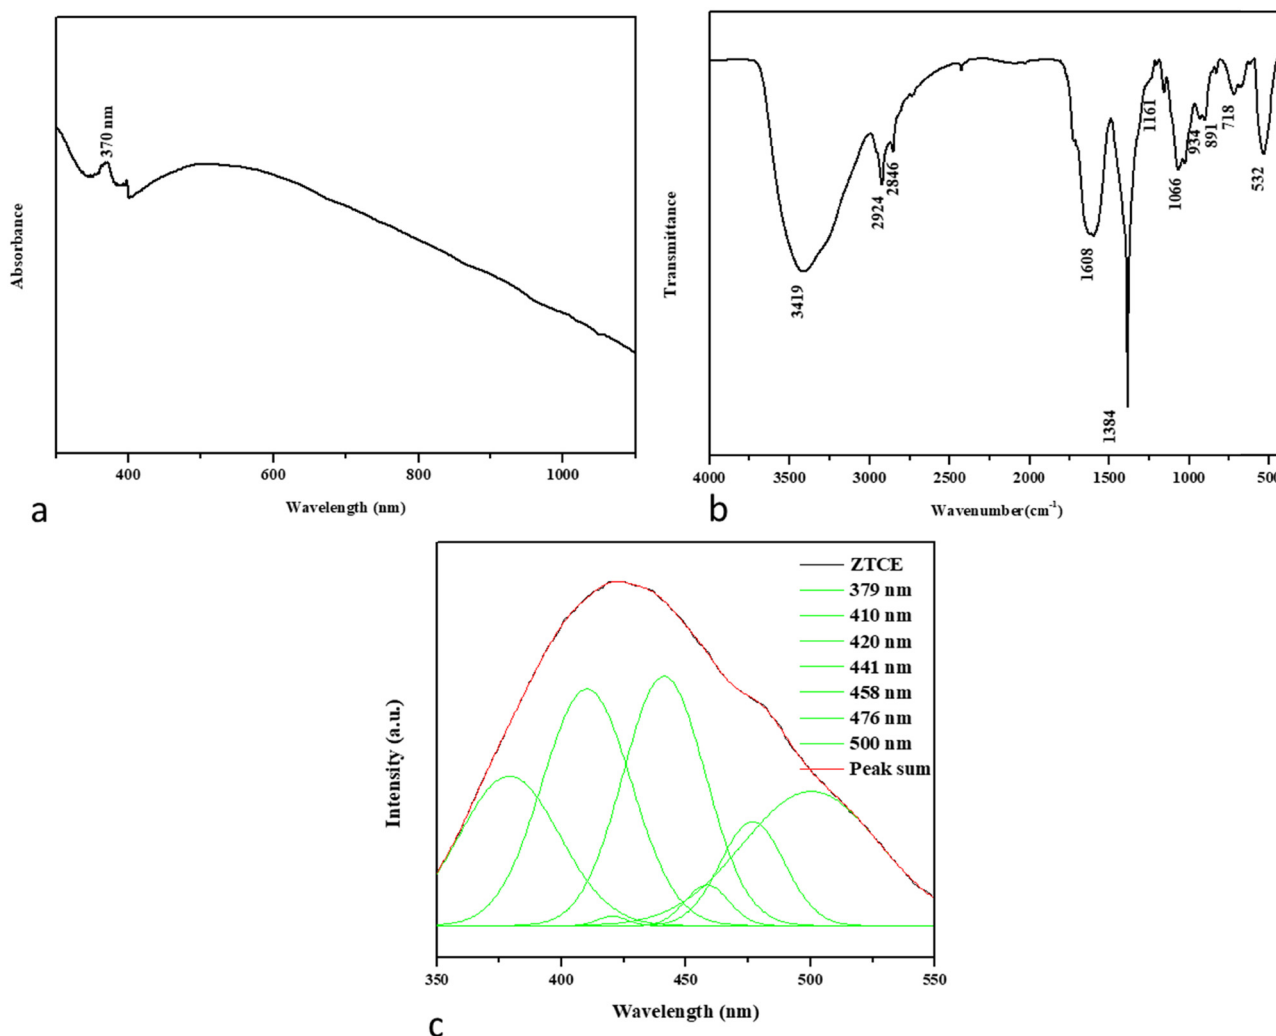 370 nm
Absorbance
400
600
800
1000
Wavelength (nm)
a
Transmittance
3419
2924
2846
1608
1384
1161
1066
934
891
718
532
4000
3500
3000
2500
2000
1500
1000
500
Wavenumber(cm⁻¹)
b
ZTCE
379 nm
410 nm
420 nm
441 nm
458 nm
476 nm
500 nm
Peak sum
Intensity (a.u.)
350
400
450
500
550
Wavelength (nm)
c